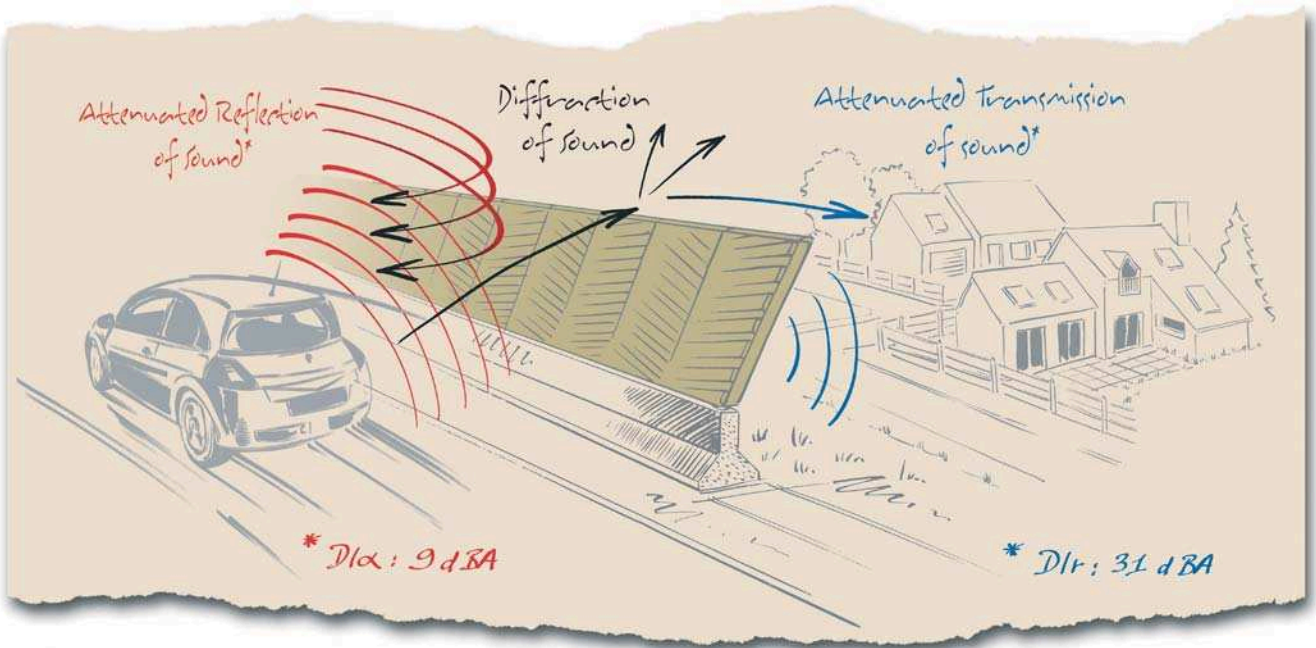 Attenuated Reflection
of sound*
Diffraction
of sound
Attenuated Transmission
of sound*
* Dlα : 9 dBA
* Dlr : 31 dBA